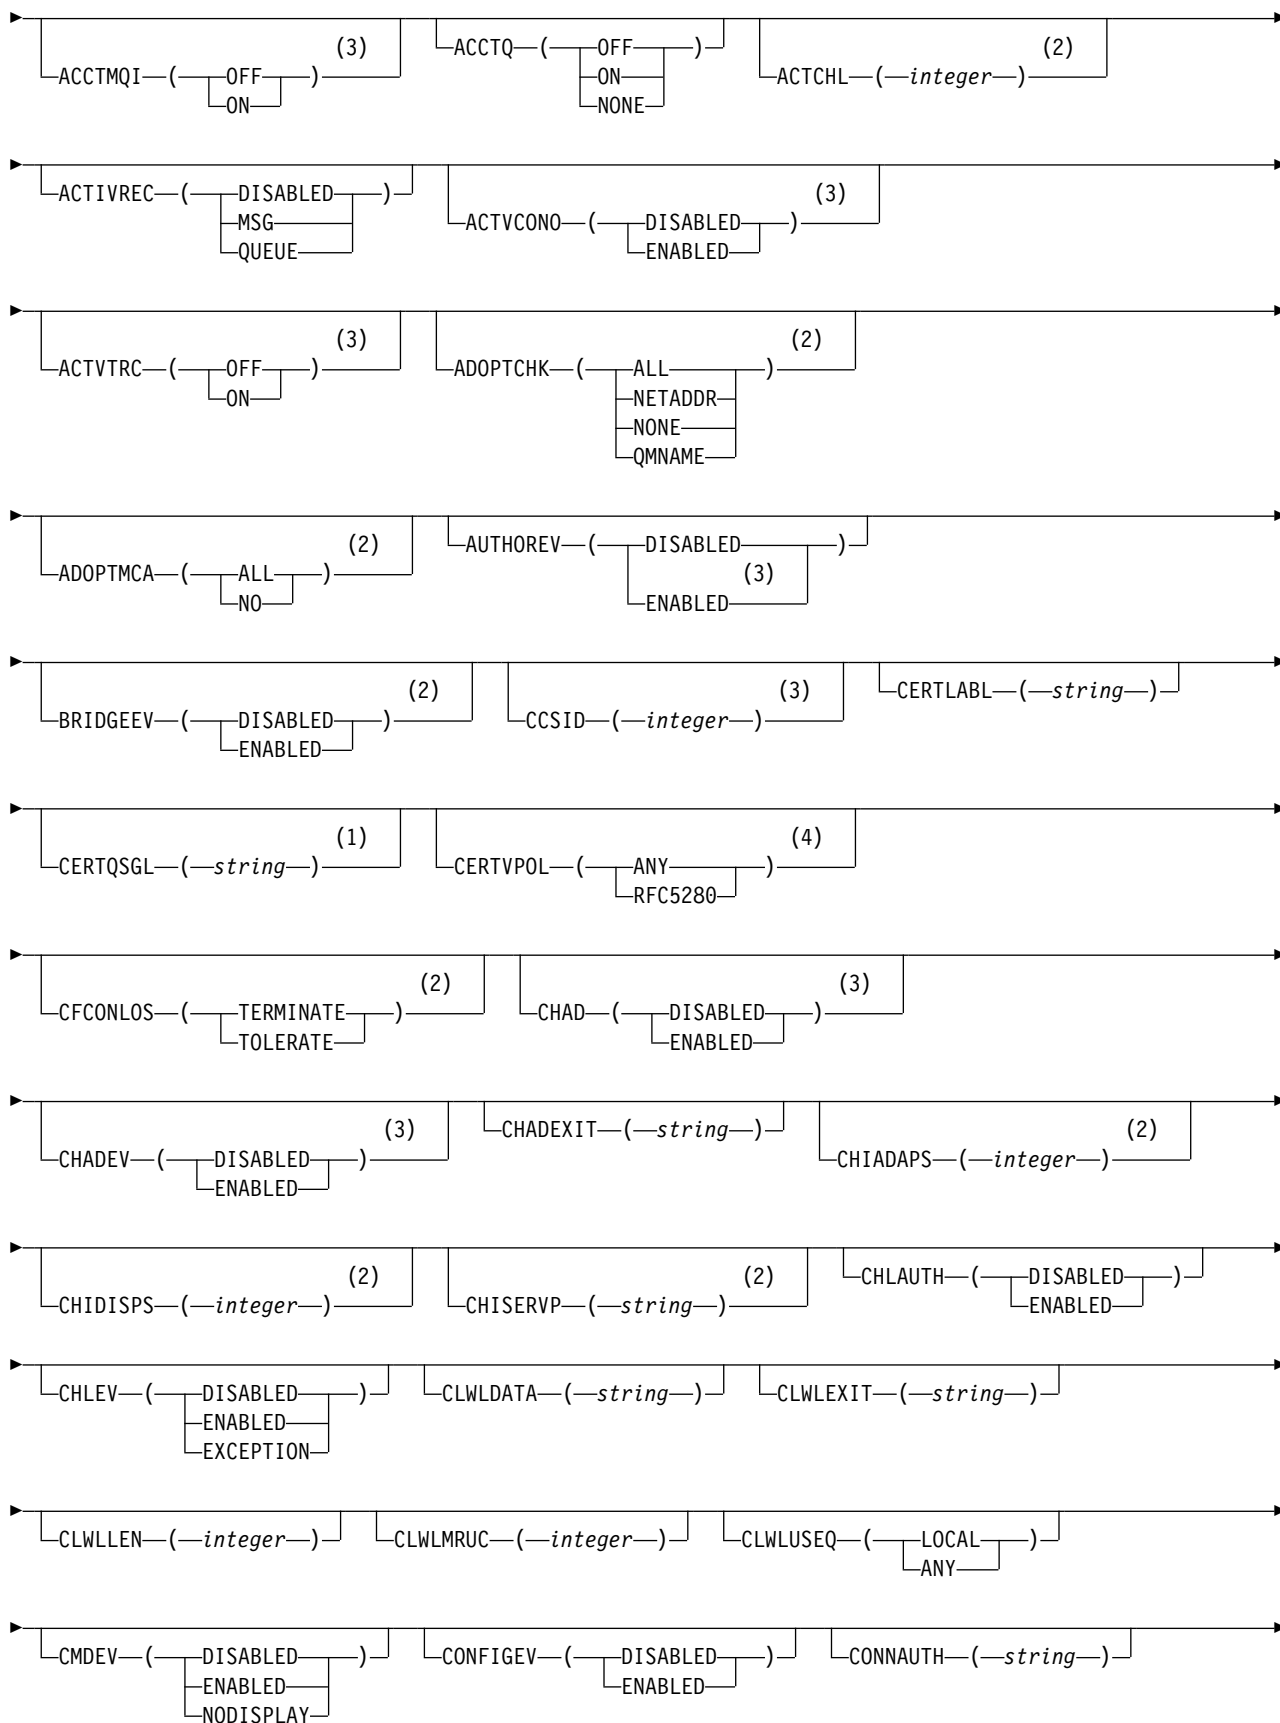 (3) (2)
ACCTMQI ( OFF ) ACCTQ ( OFF ) ACTCHL ( integer )
ON ON
NONE
ACTIVREC ( DISABLED ) (3)
MSG ACTVCONO ( DISABLED )
QUEUE ENABLED
(3) (2)
ACTVTRC ( OFF ) ADOPTCHK ( ALL )
ON NETADDR
NONE
QMNAME
(2) AUTHOREV ( DISABLED )
ADOPTMCA ( ALL ) (3)
NO ENABLED
(2) (3) CERTLABL ( string )
BRIDGEEV ( DISABLED ) CCSID ( integer )
ENABLED
(1) (4)
CERTQSGL ( string ) CERTVPOL ( ANY )
RFC5280
(2) (3)
CFCONLOS ( TERMINATE ) CHAD ( DISABLED )
TOLERATE ENABLED
(3) CHADEXIT ( string ) (2)
CHADEV ( DISABLED ) CHIADAPS ( integer )
ENABLED
(2) (2) CHLAUTH ( DISABLED )
CHIDISPS ( integer ) CHISERVP ( string ) ENABLED
CHLEV ( DISABLED ) CLWLDATA ( string ) CLWLEXIT ( string )
ENABLED
EXCEPTION
CLWLLEN ( integer ) CLWLMRUC ( integer ) CLWLUSEQ ( LOCAL )
ANY
CMDEV ( DISABLED ) CONFIGEV ( DISABLED ) CONNAUTH ( string )
ENABLED ENABLED
NODISPLAY